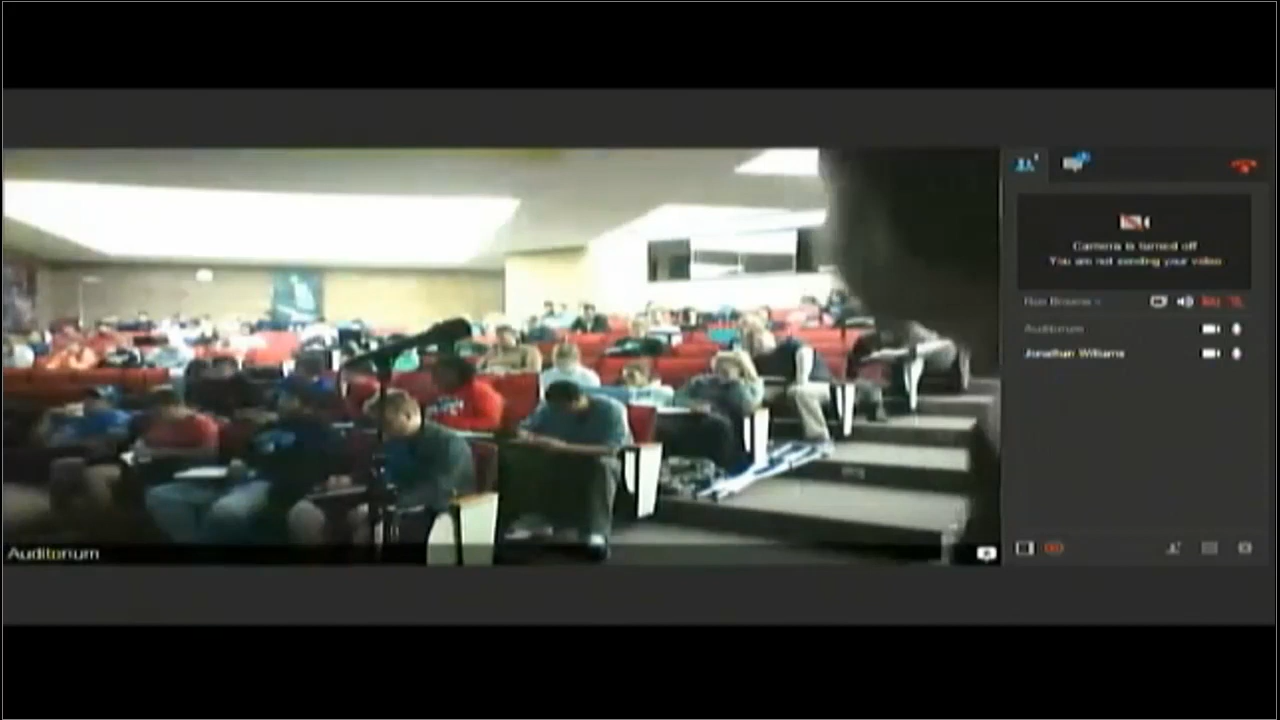 Camera is turned off
You are not sending your video
Auditorium
Jonathan Williams
Auditorium